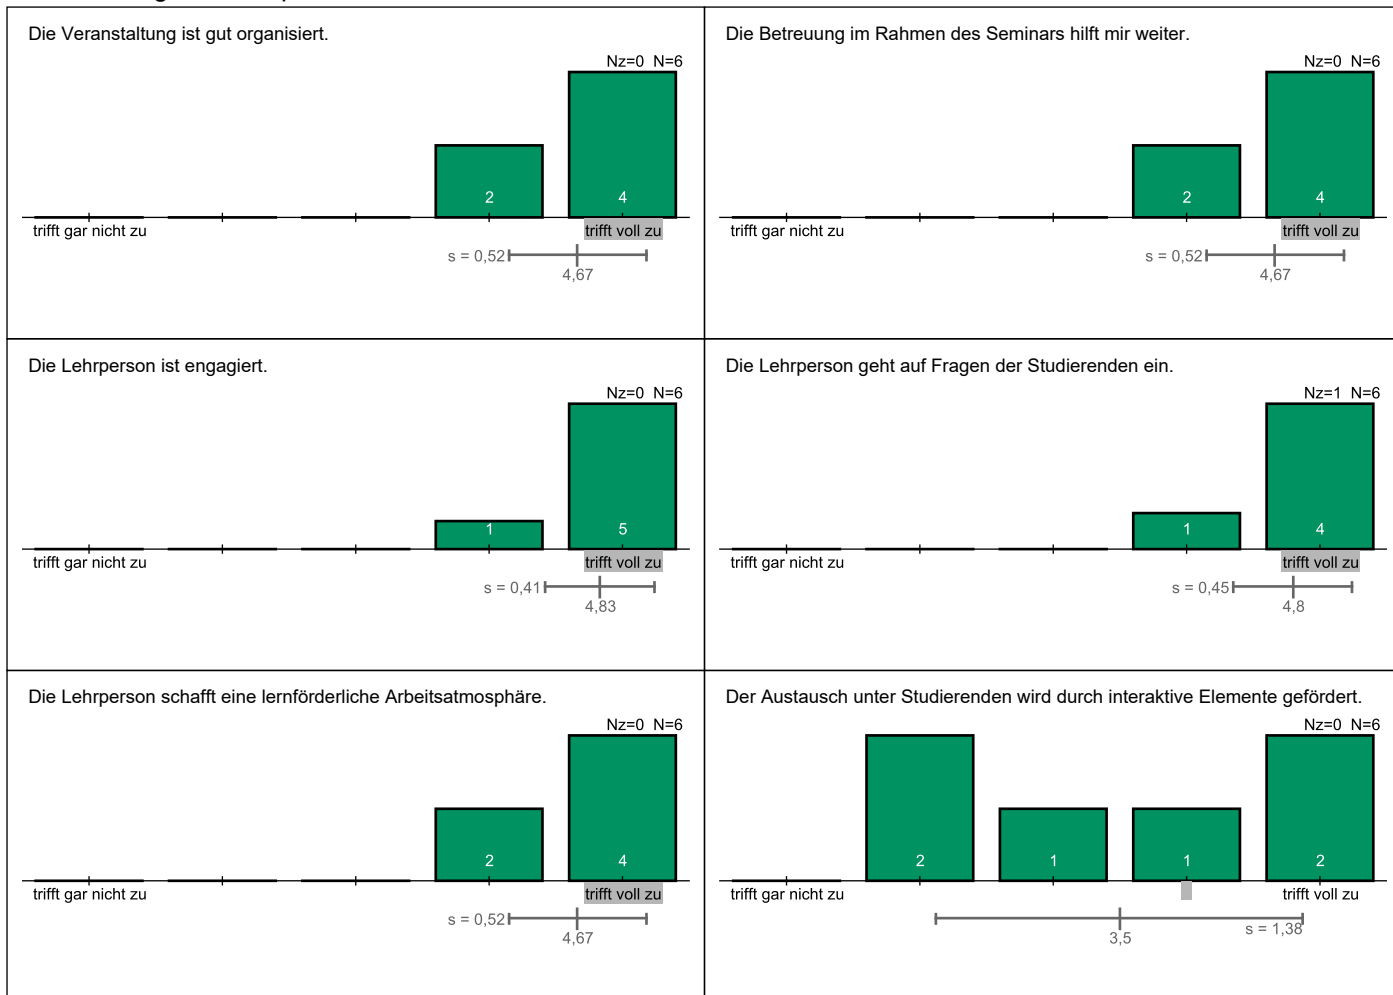 Die Veranstaltung ist gut organisiert.
Nz=0 N=6
2
4
trifft gar nicht zu
trifft voll zu
s = 0,52
4,67
Die Betreuung im Rahmen des Seminars hilft mir weiter.
Nz=0 N=6
2
4
trifft gar nicht zu
trifft voll zu
s = 0,52
4,67
Die Lehrperson ist engagiert.
Nz=0 N=6
1
5
trifft gar nicht zu
trifft voll zu
s = 0,41
4,83
Die Lehrperson geht auf Fragen der Studierenden ein.
Nz=1 N=6
1
4
trifft gar nicht zu
trifft voll zu
s = 0,45
4,8
Die Lehrperson schafft eine lernförderliche Arbeitsatmosphäre.
Nz=0 N=6
2
4
trifft gar nicht zu
trifft voll zu
s = 0,52
4,67
Der Austausch unter Studierenden wird durch interaktive Elemente gefördert.
Nz=0 N=6
2
1
1
2
trifft gar nicht zu
trifft voll zu
s = 1,38
3,5